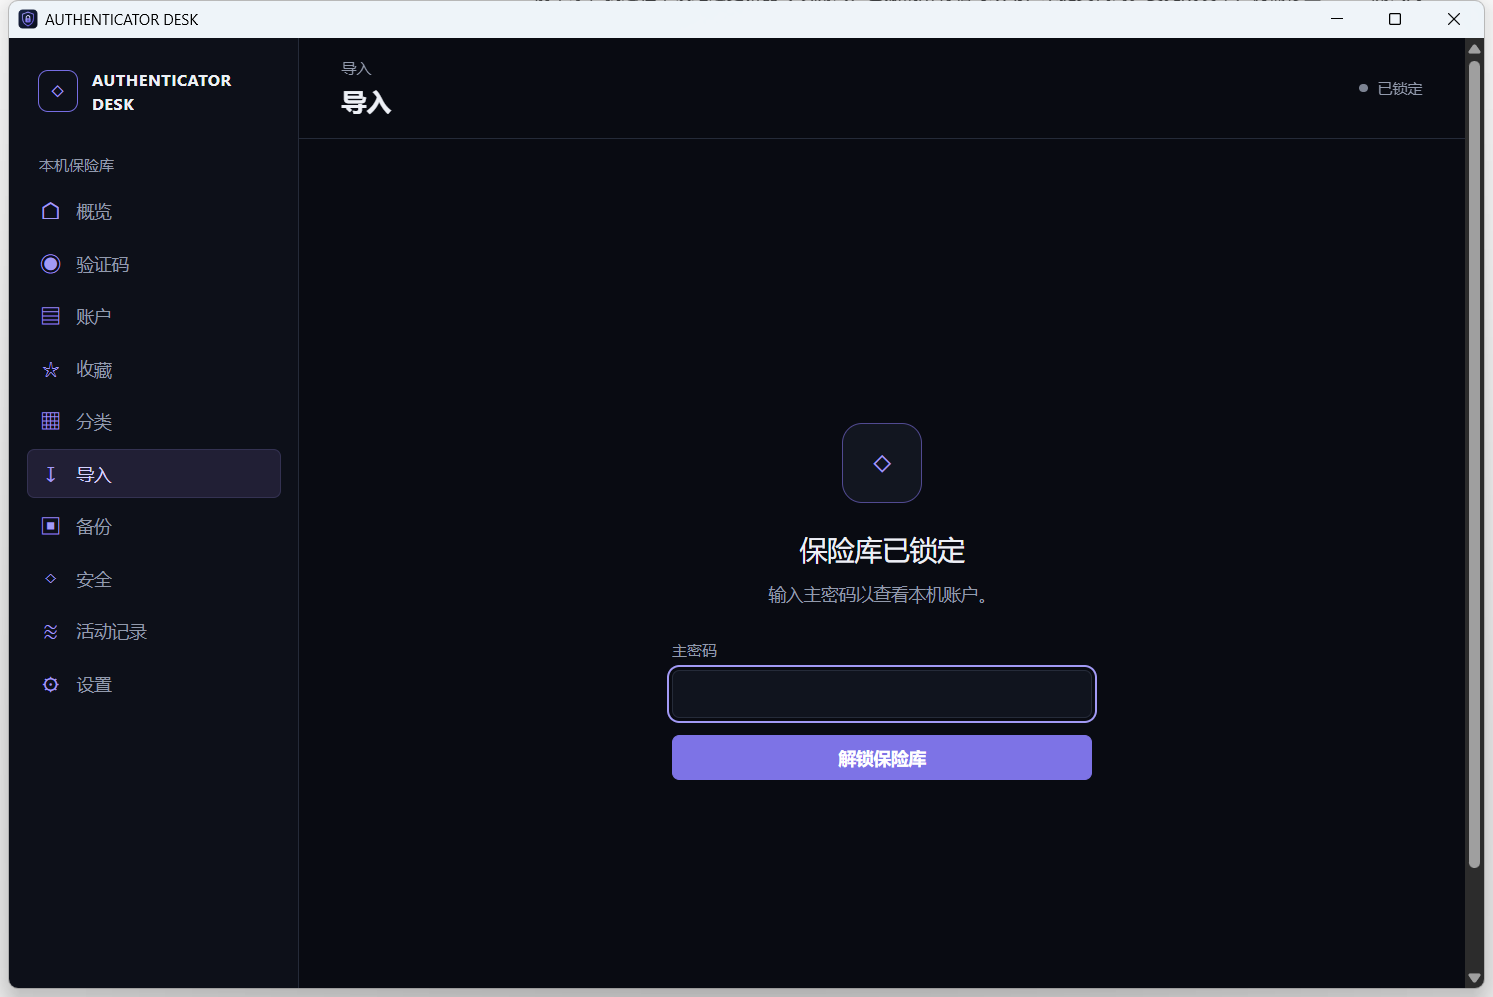 AUTHENTICATOR DESK
AUTHENTICATOR
DESK
本机保险库
概览
验证码
账户
收藏
分类
导入
备份
安全
活动记录
设置
导入
导入
已锁定
保险库已锁定
输入主密码以查看本机账户。
主密码
解锁保险库